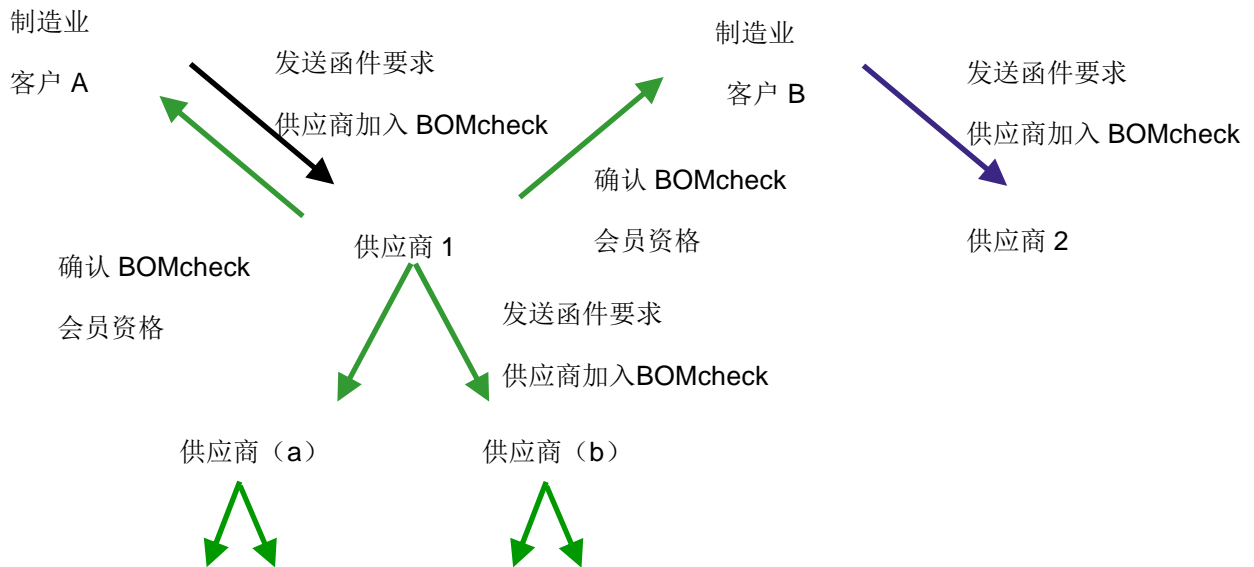 制造业
客户 A
发送函件要求
供应商加入 BOMcheck
制造业
客户 B
发送函件要求
供应商加入 BOMcheck
确认 BOMcheck
会员资格
供应商 1
供应商 2
确认 BOMcheck
会员资格
发送函件要求
供应商加入BOMcheck
供应商（a）
供应商（b）